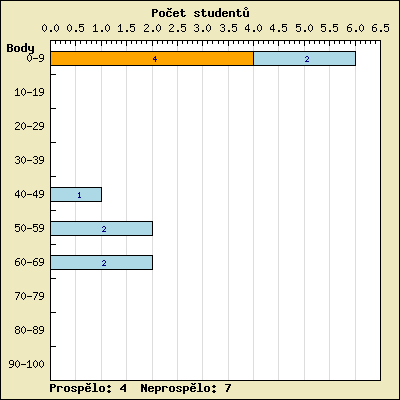 Počet studentů
0.0 0.5 1.0 1.5 2.0 2.5 3.0 3.5 4.0 4.5 5.0 5.5 6.0 6.5
Body
0-9 4 2
10-19
20-29
30-39
40-49 1
50-59 2
60-69 2
70-79
80-89
90-100
Prospělo: 4 Neprospělo: 7